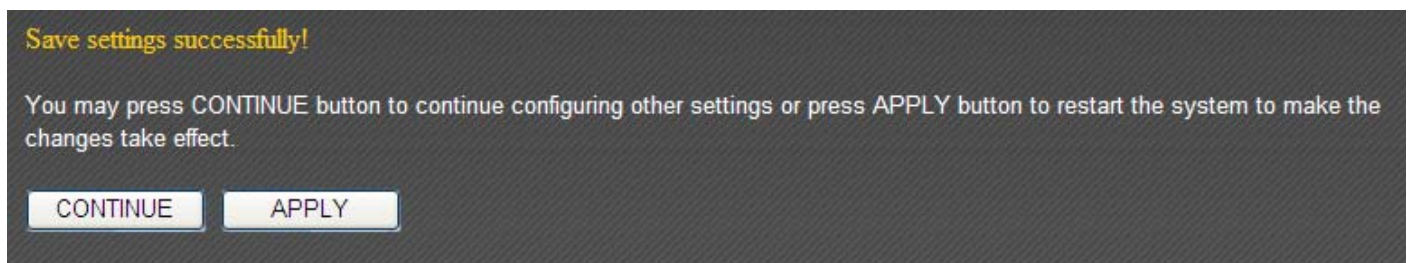 Save settings successfully!
You may press CONTINUE button to continue configuring other settings or press APPLY button to restart the system to make the
changes take effect.
CONTINUE APPLY